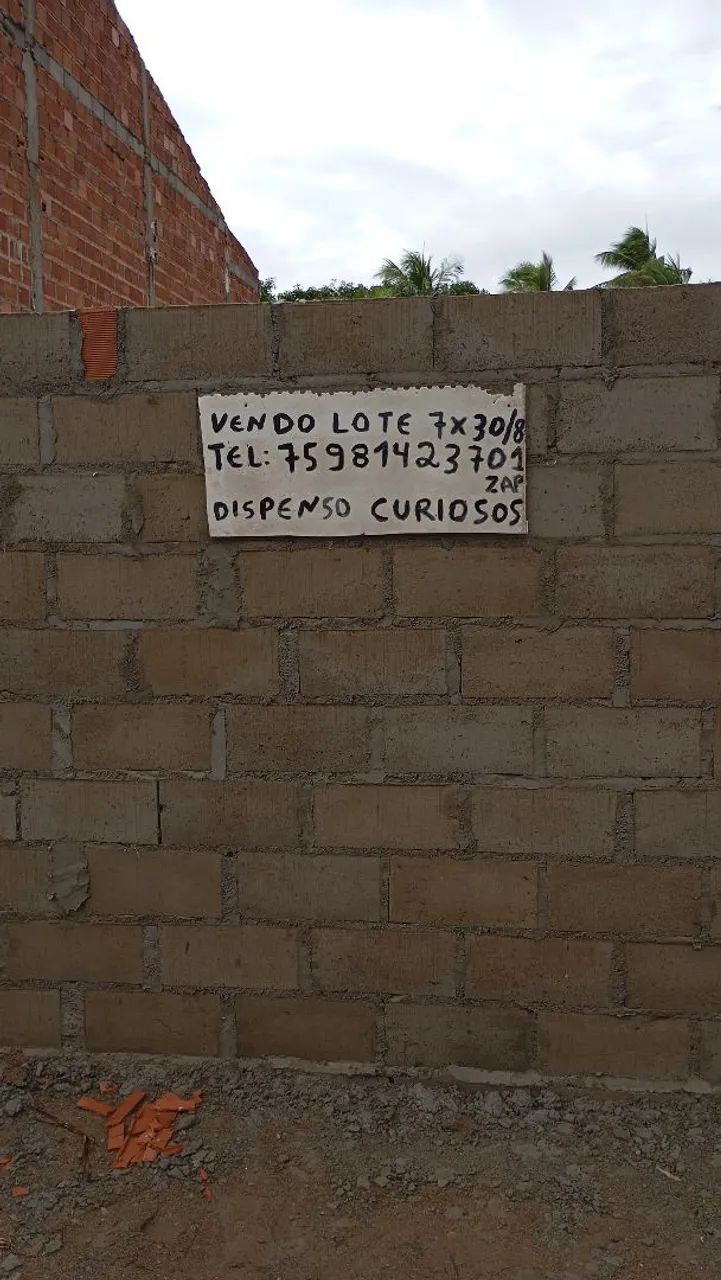 VENDO LOTE 7X30/8
TEL: 75981423701
ZAP
DISPENSO CURIOSOS